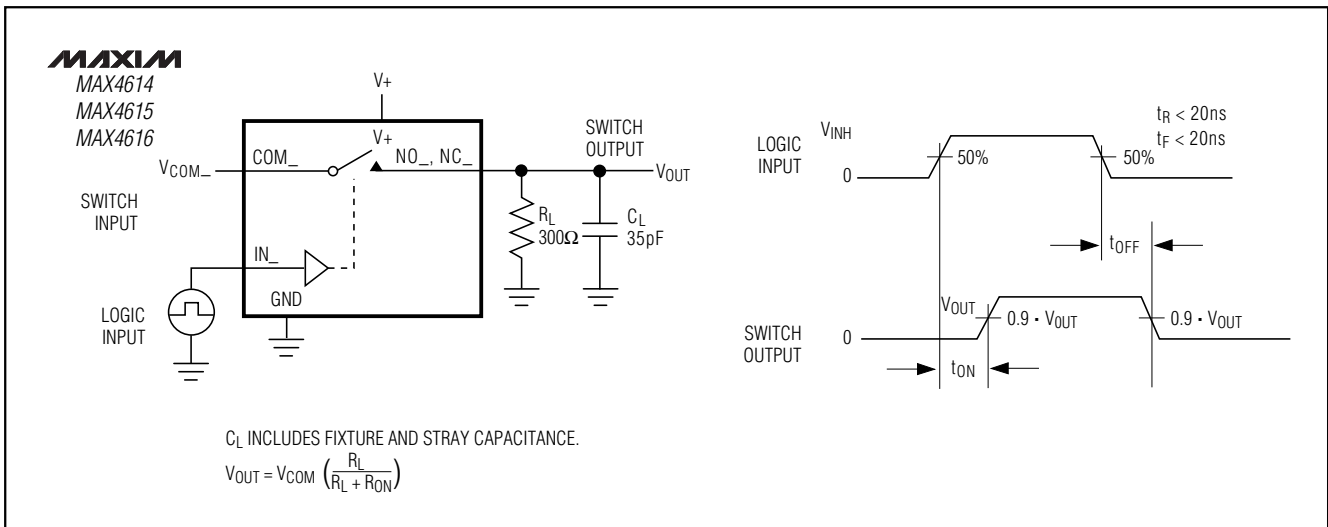 MAXIM
MAX4614
MAX4615
MAX4616
V+
V+
COM_
NO_, NC_
VCOM_
SWITCH
INPUT
SWITCH
OUTPUT
VOUT
RL
300Ω
CL
35pF
IN_
GND
LOGIC
INPUT
CL INCLUDES FIXTURE AND STRAY CAPACITANCE.
VOUT = VCOM (RL / RL + RON)
LOGIC
INPUT
VINH
0
50%
50%
tR < 20ns
tF < 20ns
tOFF
SWITCH
OUTPUT
VOUT
0
0.9 · VOUT
0.9 · VOUT
tON